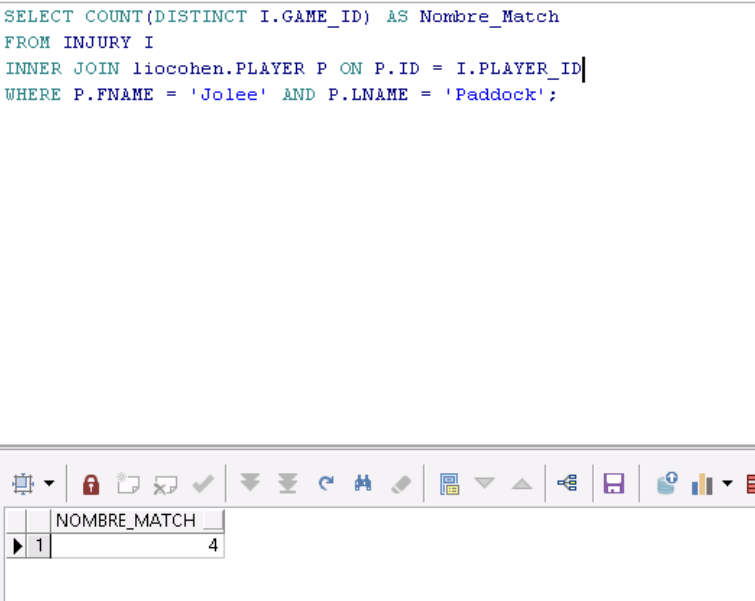 SELECT COUNT(DISTINCT I.GAME_ID) AS Nombre_Match
FROM INJURY I
INNER JOIN liocohen.PLAYER P ON P.ID = I.PLAYER_ID
WHERE P.FNAME = 'Jolee' AND P.LNAME = 'Paddock';
NOMBRE_MATCH
1 4